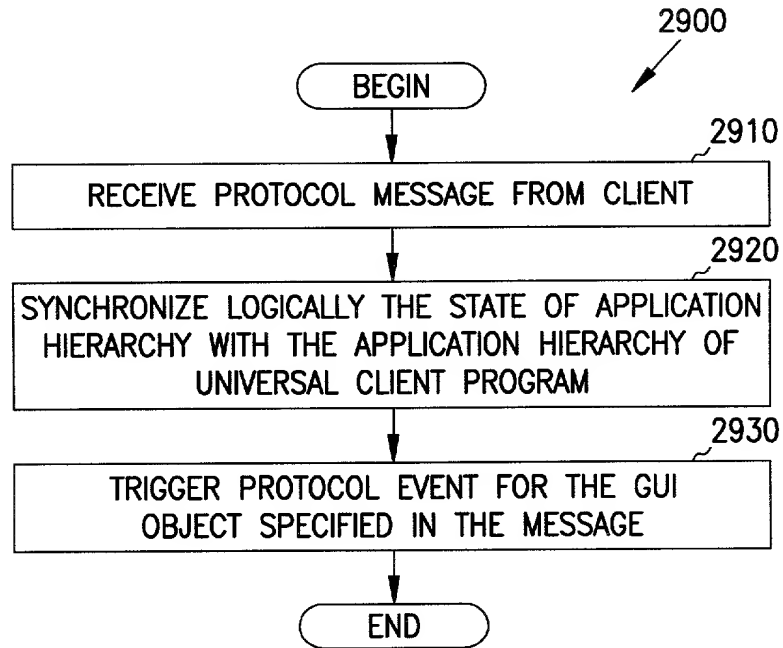 2900
BEGIN
2910
RECEIVE PROTOCOL MESSAGE FROM CLIENT
2920
SYNCHRONIZE LOGICALLY THE STATE OF APPLICATION
HIERARCHY WITH THE APPLICATION HIERARCHY OF
UNIVERSAL CLIENT PROGRAM
2930
TRIGGER PROTOCOL EVENT FOR THE GUI
OBJECT SPECIFIED IN THE MESSAGE
END